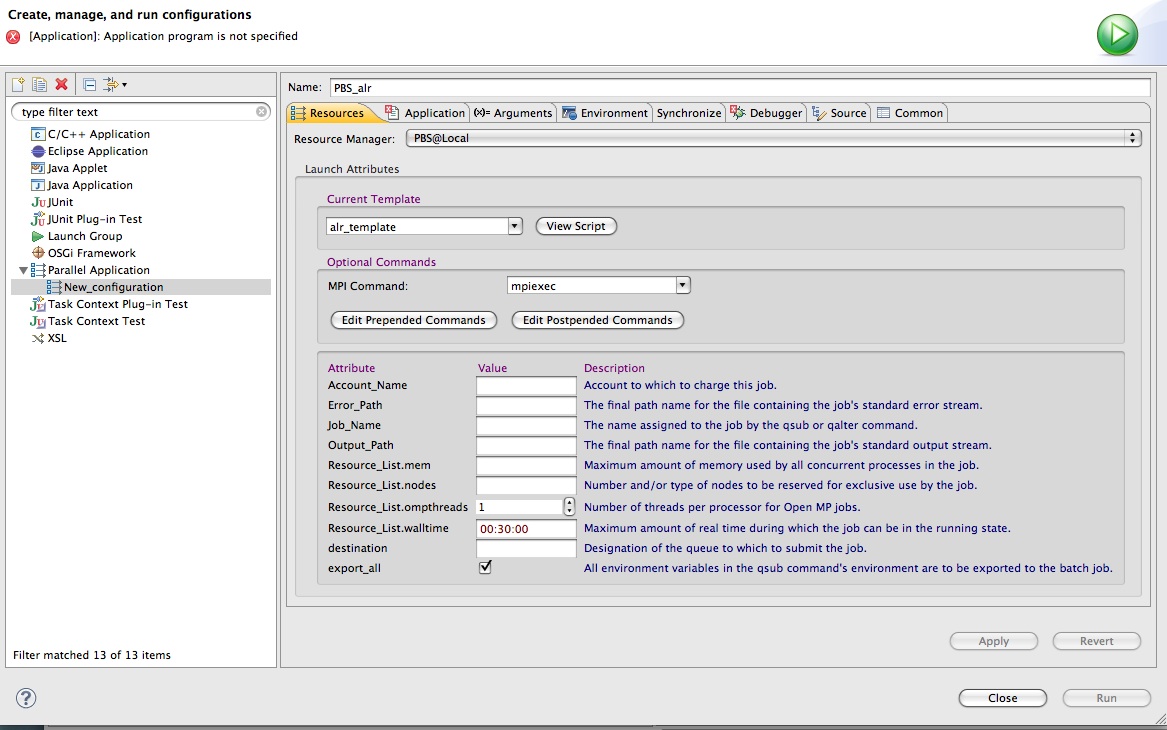 Create, manage, and run configurations
[Application]: Application program is not specified
type filter text
C/C++ Application
Eclipse Application
Java Applet
Java Application
JUnit
JUnit Plug-in Test
Launch Group
OSGi Framework
Parallel Application
New_configuration
Task Context Plug-in Test
Task Context Test
XSL
Filter matched 13 of 13 items
Name: PBS_alr
Resources Application (x)= Arguments Environment Synchronize Debugger Source Common
Resource Manager: PBS@Local
Launch Attributes
Current Template
alr_template View Script
Optional Commands
MPI Command: mpiexec
Edit Prepended Commands Edit Postpended Commands
Attribute Value Description
Account_Name Account to which to charge this job.
Error_Path The final path name for the file containing the job's standard error stream.
Job_Name The name assigned to the job by the qsub or qalter command.
Output_Path The final path name for the file containing the job's standard output stream.
Resource_List.mem Maximum amount of memory used by all concurrent processes in the job.
Resource_List.nodes Number and/or type of nodes to be reserved for exclusive use by the job.
Resource_List.ompthreads 1 Number of threads per processor for Open MP jobs.
Resource_List.walltime 00:30:00 Maximum amount of real time during which the job can be in the running state.
destination Designation of the queue to which to submit the job.
export_all All environment variables in the qsub command's environment are to be exported to the batch job.
Apply Revert
? Close Run